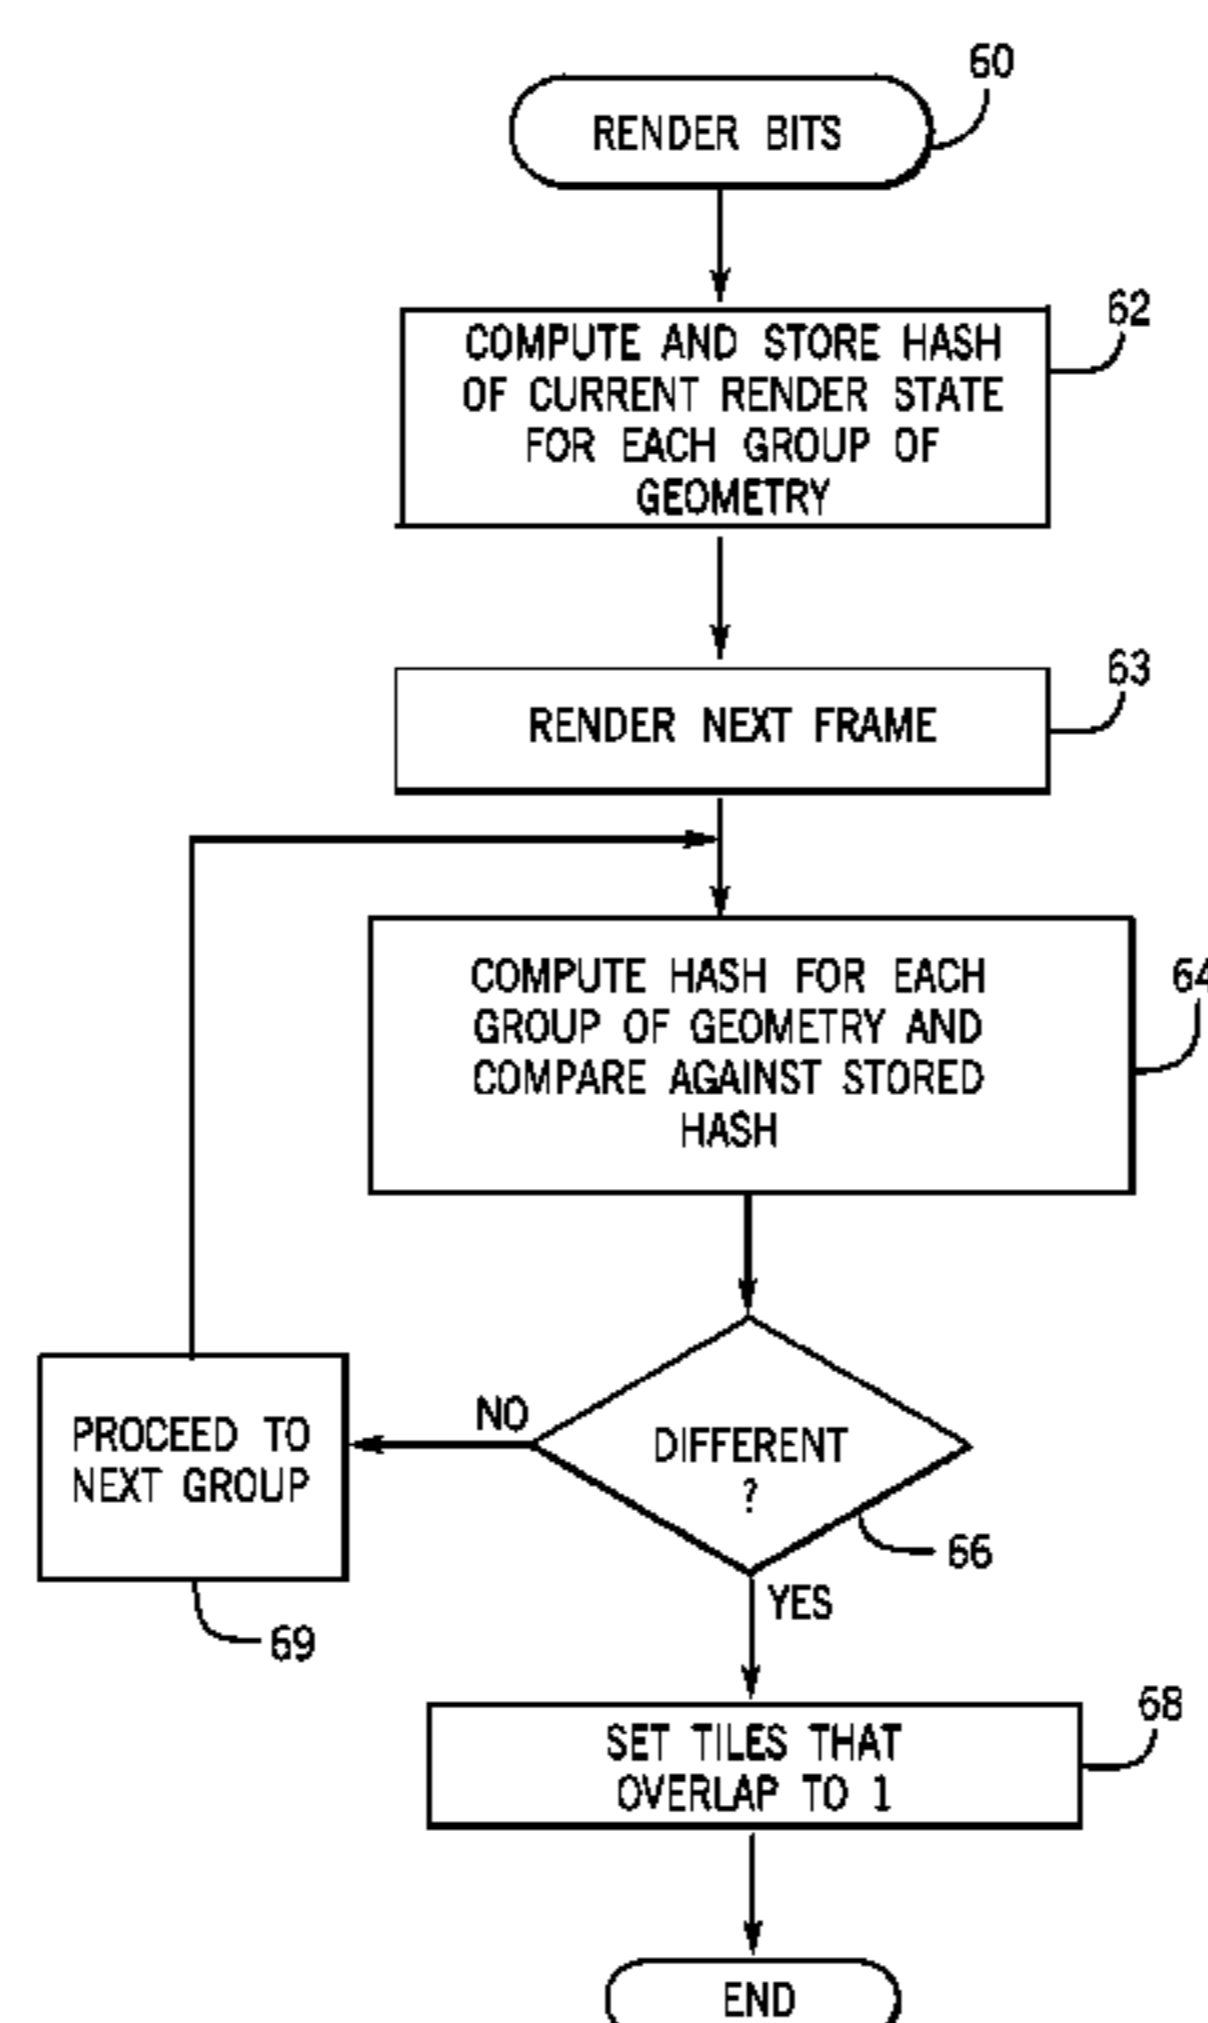 60
RENDER BITS
62
COMPUTE AND STORE HASH
OF CURRENT RENDER STATE
FOR EACH GROUP OF
GEOMETRY
63
RENDER NEXT FRAME
64
COMPUTE HASH FOR EACH
GROUP OF GEOMETRY AND
COMPARE AGAINST STORED
HASH
NO
DIFFERENT
?
PROCEED TO
NEXT GROUP
66
YES
69
68
SET TILES THAT
OVERLAP TO 1
END